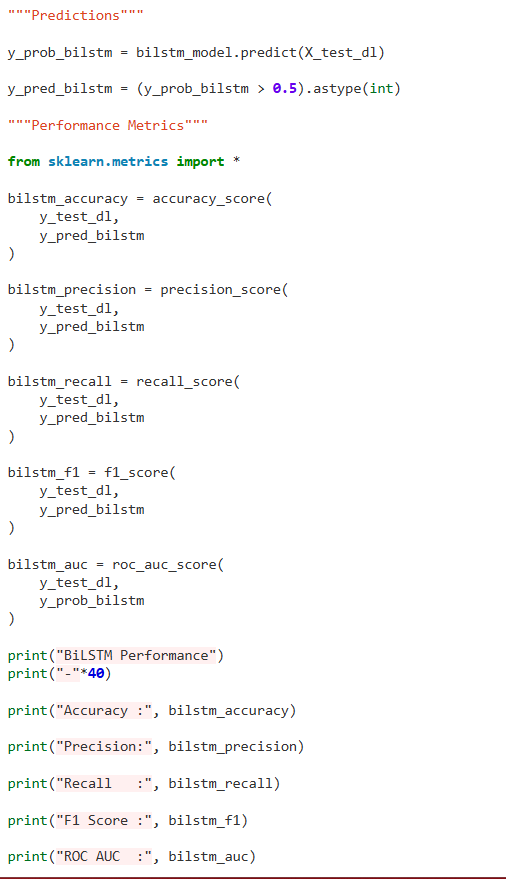 """Predictions"""
y_prob_bilstm = bilstm_model.predict(X_test_dl)
y_pred_bilstm = (y_prob_bilstm > 0.5).astype(int)
"""Performance Metrics"""
from sklearn.metrics import *
bilstm_accuracy = accuracy_score(
    y_test_dl,
    y_pred_bilstm
)
bilstm_precision = precision_score(
    y_test_dl,
    y_pred_bilstm
)
bilstm_recall = recall_score(
    y_test_dl,
    y_pred_bilstm
)
bilstm_f1 = f1_score(
    y_test_dl,
    y_pred_bilstm
)
bilstm_auc = roc_auc_score(
    y_test_dl,
    y_prob_bilstm
)
print("BiLSTM Performance")
print("-"*40)
print("Accuracy :", bilstm_accuracy)
print("Precision:", bilstm_precision)
print("Recall   :", bilstm_recall)
print("F1 Score :", bilstm_f1)
print("ROC AUC  :", bilstm_auc)